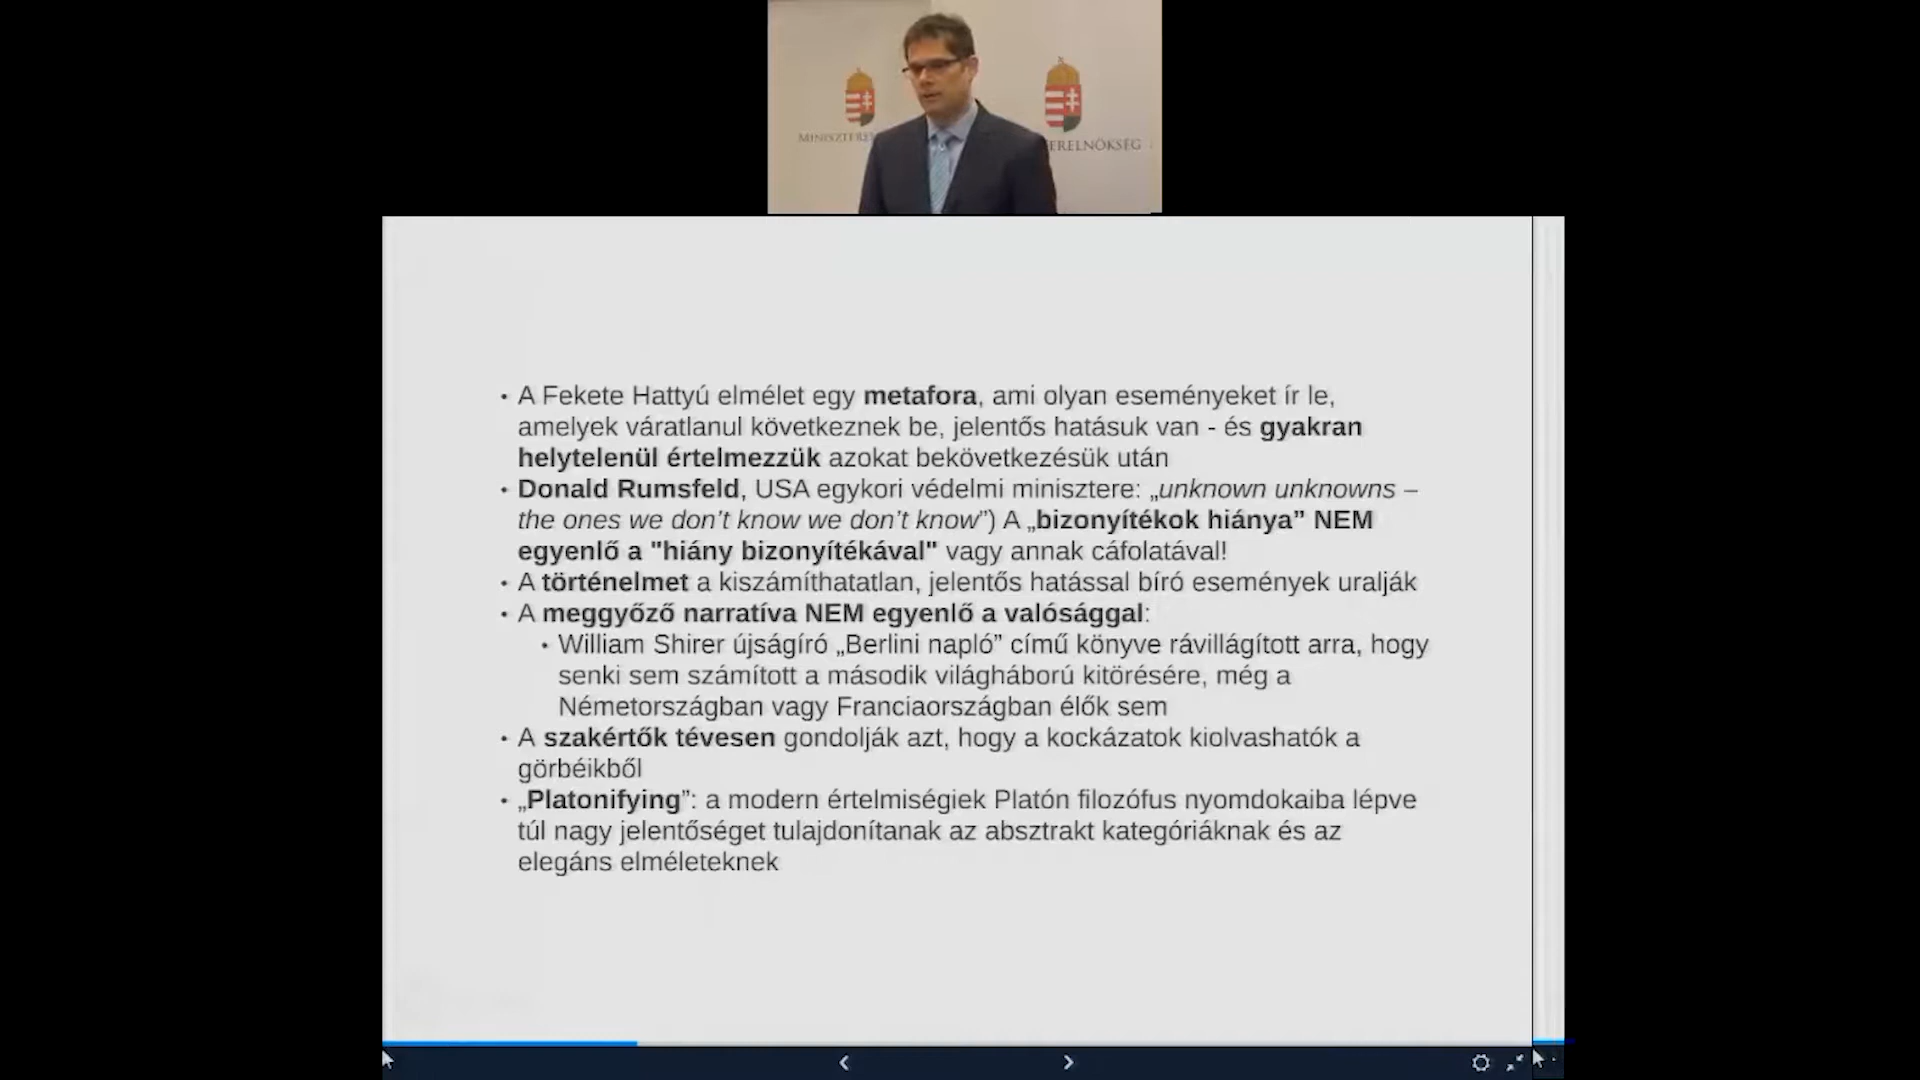 MINISZTEREL
ERELNÖKSÉG
• A Fekete Hattyú elmélet egy metafora, ami olyan eseményeket ír le,
amelyek váratlanul következnek be, jelentős hatásuk van - és gyakran
helytelenül értelmezzük azokat bekövetkezésük után
• Donald Rumsfeld, USA egykori védelmi minisztere: „unknown unknowns –
the ones we don’t know we don’t know”) A „bizonyítékok hiánya” NEM
egyenlő a "hiány bizonyítékával" vagy annak cáfolatával!
• A történelmet a kiszámíthatatlan, jelentős hatással bíró események uralják
• A meggyőző narratíva NEM egyenlő a valósággal:
• William Shirer újságíró „Berlini napló” című könyve rávillágított arra, hogy
senki sem számított a második világháború kitörésére, még a
Németországban vagy Franciaországban élők sem
• A szakértők tévesen gondolják azt, hogy a kockázatok kiolvashatók a
görbéikből
• „Platonifying”: a modern értelmiségiek Platón filozófus nyomdokaiba lépve
túl nagy jelentőséget tulajdonítanak az absztrakt kategóriáknak és az
elegáns elméleteknek